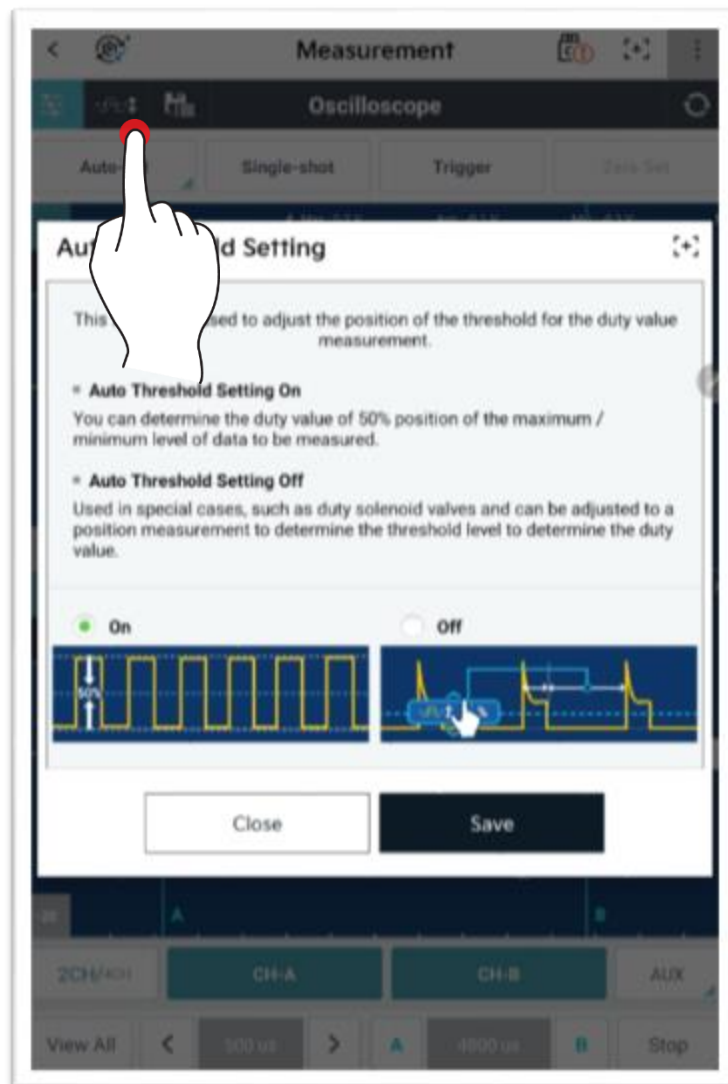 Measurement
Oscilloscope
Single-shot Trigger Zero Set
Setting
This sed to adjust the position of the threshold for the duty value
measurement.
Auto Threshold Setting On
You can determine the duty value of 50% position of the maximum /
minimum level of data to be measured.
Auto Threshold Setting Off
Used in special cases, such as duty solenoid valves and can be adjusted to a
position measurement to determine the threshold level to determine the duty
value.
On Off
50%
%
Close Save
A B
2CH/4CH CH-A CH-B AUX
View All < 500 us > A 4800 us B Stop